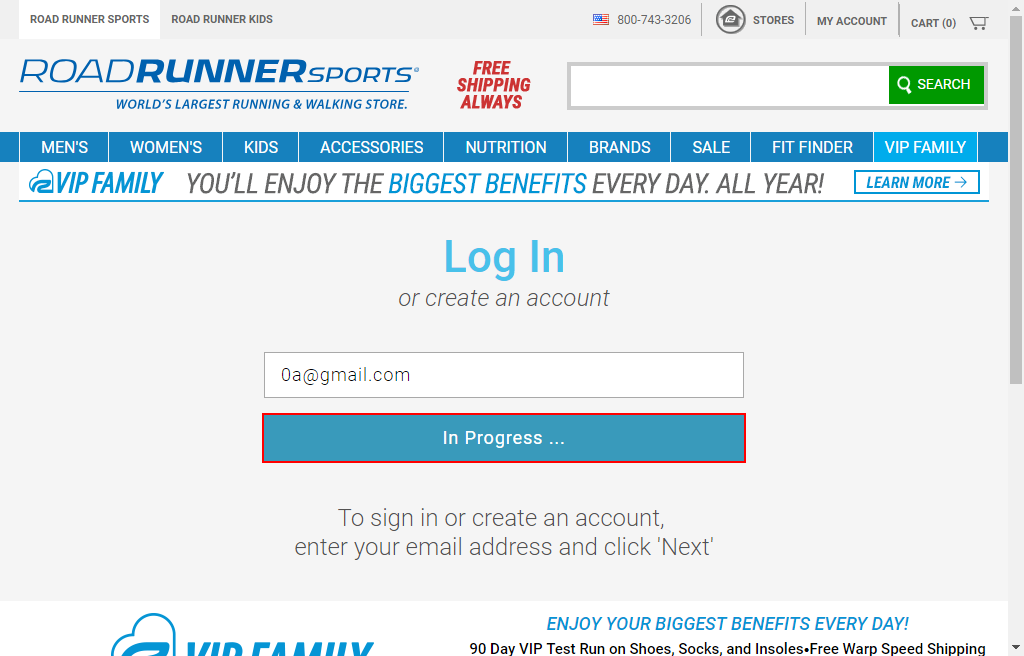 ROAD RUNNER SPORTS ROAD RUNNER KIDS 800-743-3206 STORES MY ACCOUNT CART (0)
ROADRUNNERSPORTS®
WORLD'S LARGEST RUNNING & WALKING STORE.
FREE
SHIPPING
ALWAYS
SEARCH
MEN'S WOMEN'S KIDS ACCESSORIES NUTRITION BRANDS SALE FIT FINDER VIP FAMILY
VIP FAMILY YOU'LL ENJOY THE BIGGEST BENEFITS EVERY DAY. ALL YEAR! LEARN MORE →
Log In
or create an account
0a@gmail.com
In Progress ...
To sign in or create an account,
enter your email address and click 'Next'
VIP FAMILY
ENJOY YOUR BIGGEST BENEFITS EVERY DAY!
90 Day VIP Test Run on Shoes, Socks, and Insoles•Free Warp Speed Shipping